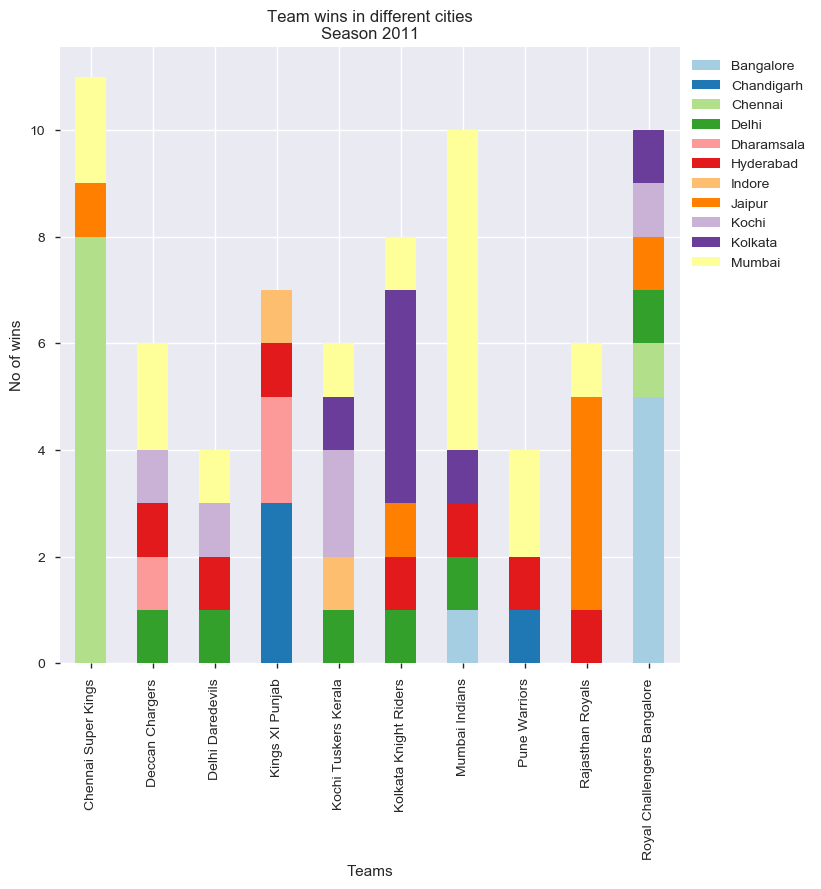 Team wins in different cities
Season 2011
Bangalore
Chandigarh
Chennai
Delhi
Dharamsala
Hyderabad
Indore
Jaipur
Kochi
Kolkata
Mumbai
No of wins
10
8
6
4
2
0
Chennai Super Kings
Deccan Chargers
Delhi Daredevils
Kings XI Punjab
Kochi Tuskers Kerala
Kolkata Knight Riders
Mumbai Indians
Pune Warriors
Rajasthan Royals
Royal Challengers Bangalore
Teams